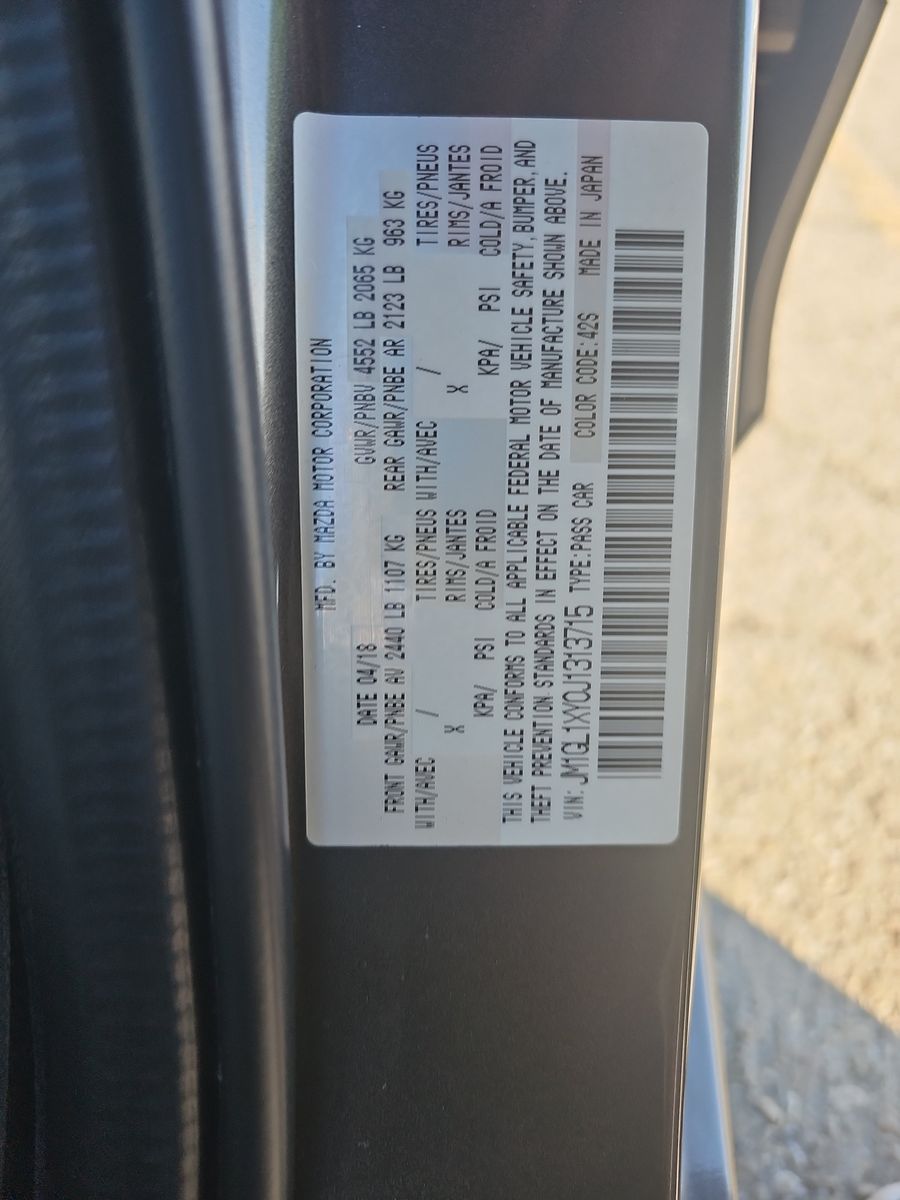 MFD. BY MAZDA MOTOR CORPORATION
DATE 04/18 GVWR/PNBV 4552 LB 2065 KG
FRONT GAWR/PNBE AV 2440 LB 1107 KG REAR GAWR/PNBE AR 2123 LB 963 KG
WITH/AVEC / TIRES/PNEUS WITH/AVEC / TIRES/PNEUS
X RIMS/JANTES X RIMS/JANTES
KPA/ PSI COLD/A FROID KPA/ PSI COLD/A FROID
THIS VEHICLE CONFORMS TO ALL APPLICABLE FEDERAL MOTOR VEHICLE SAFETY, BUMPER, AND
THEFT PREVENTION STANDARDS IN EFFECT ON THE DATE OF MANUFACTURE SHOWN ABOVE.
VIN: JM1GL1XY0J1313715 TYPE:PASS CAR COLOR CODE:42S MADE IN JAPAN